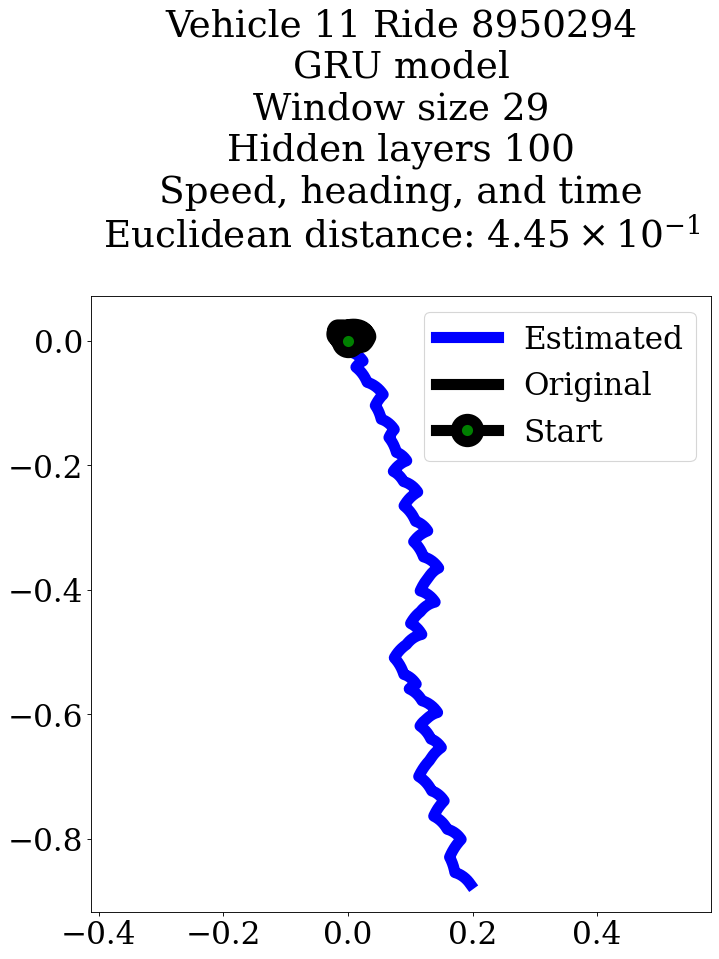 Vehicle 11 Ride 8950294
GRU model
Window size 29
Hidden layers 100
Speed, heading, and time
Euclidean distance: 4.45 × 10⁻¹
Estimated
Original
Start
0.0
−0.2
−0.4
−0.6
−0.8
−0.4 −0.2 0.0 0.2 0.4